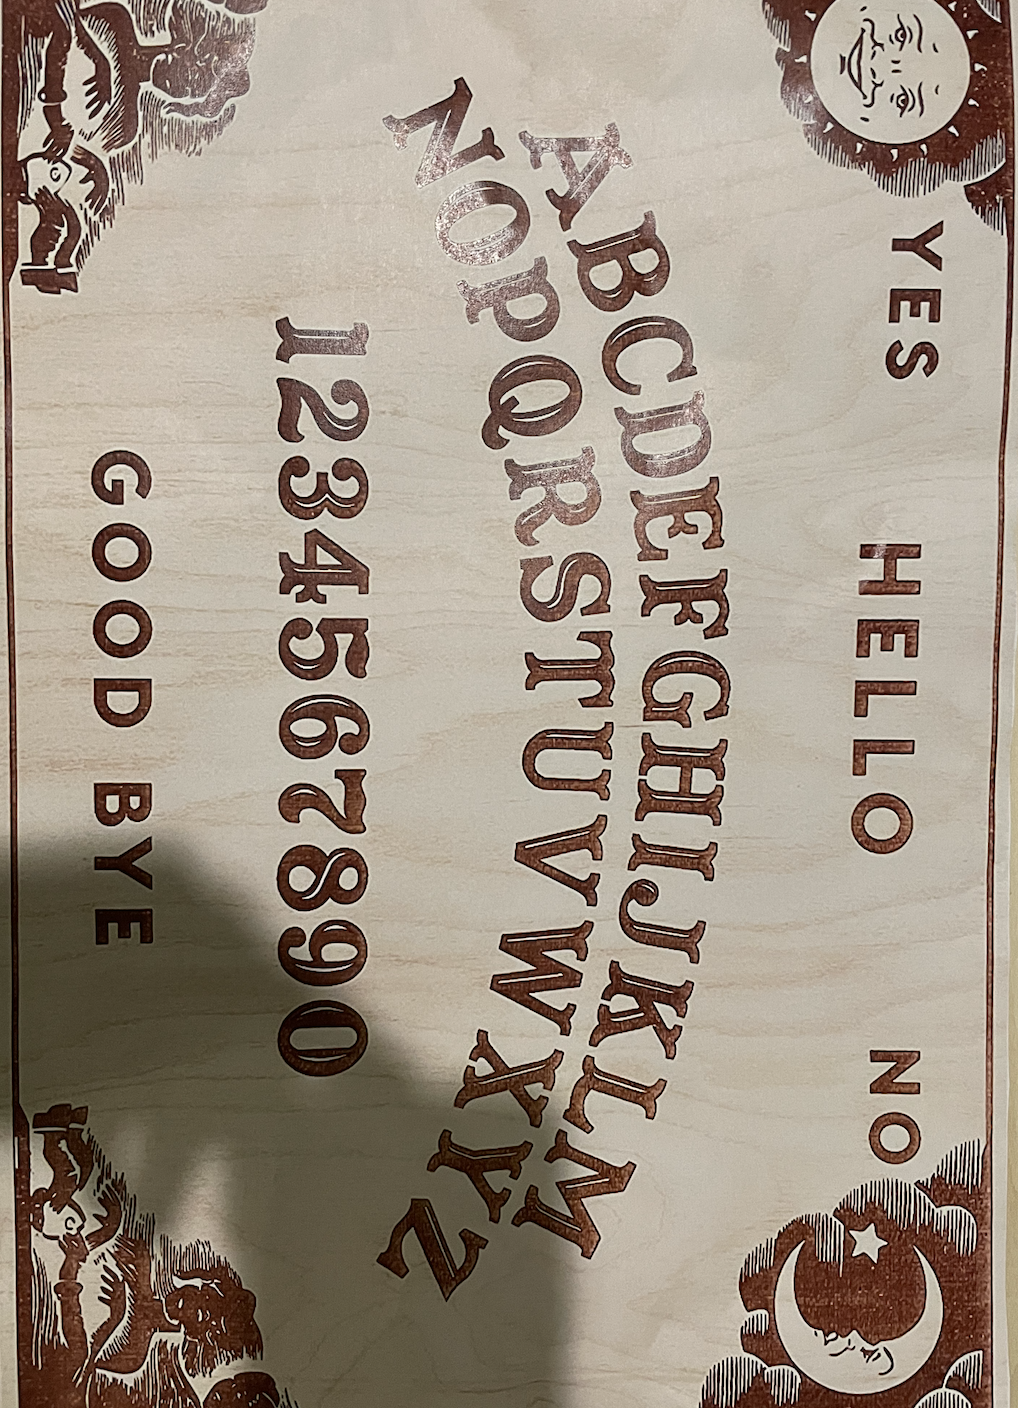 YES HELLO NO
ABCDEFGHIJKLM
NOPQRSTUVWXYZ
1234567890
GOOD BYE